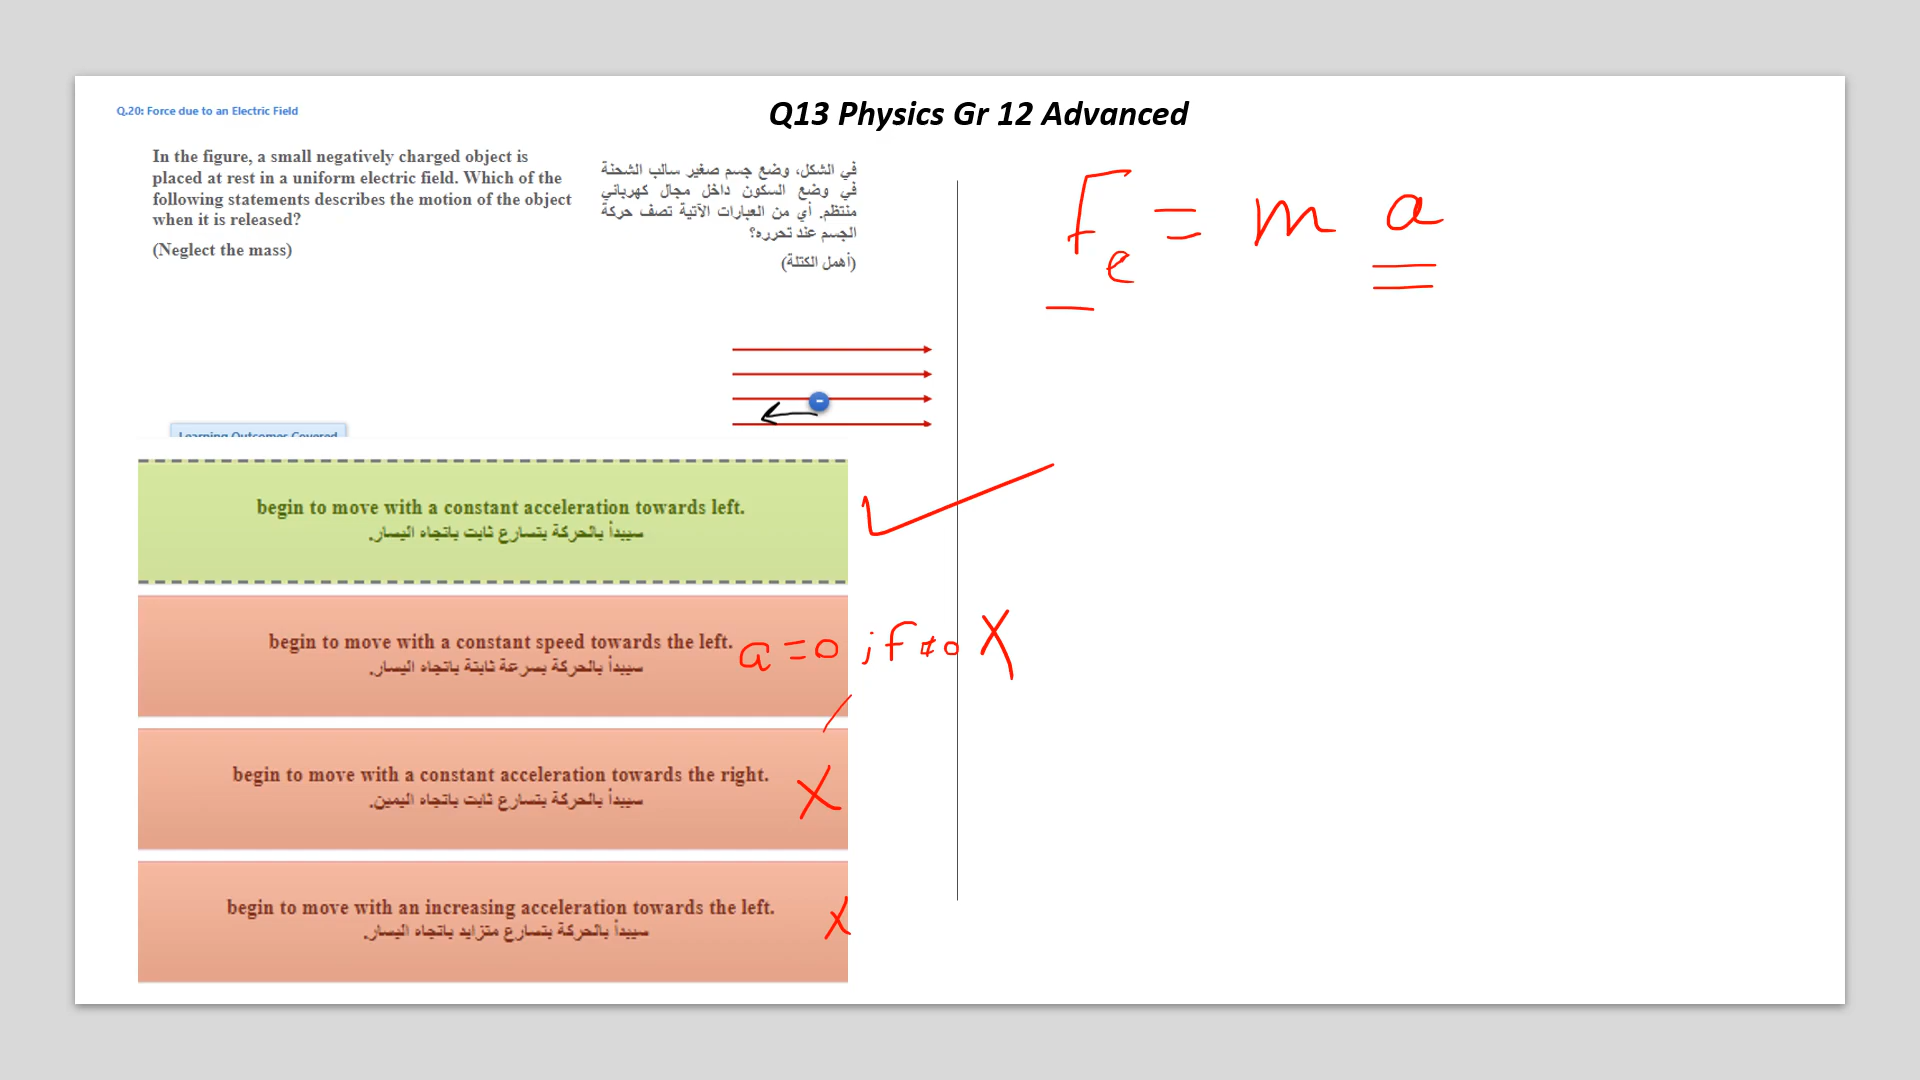 Q.20: Force due to an Electric Field
Q13 Physics Gr 12 Advanced
In the figure, a small negatively charged object is
placed at rest in a uniform electric field. Which of the
following statements describes the motion of the object
when it is released?
(Neglect the mass)
في الشكل، وضع جسم صغير سالب الشحنة
في وضع السكون داخل مجال كهرباني
منتظم. أي من العبارات الآتية تصف حركة
الجسم عند تحرره؟
(أهمل الكتلة)
Fe = m a
-
Learning Outcomes Covered
begin to move with a constant acceleration towards left.
سيبدأ بالحركة بتسارع ثابت باتجاه اليسار.
begin to move with a constant speed towards the left.
a = 0 ; F ≠ 0 X
سيبدأ بالحركة بسرعة ثابتة باتجاه اليسار.
begin to move with a constant acceleration towards the right.
سيبدأ بالحركة بتسارع ثابت باتجاه اليمين.
X
begin to move with an increasing acceleration towards the left.
سيبدأ بالحركة بتسارع متزايد باتجاه اليسار.
X